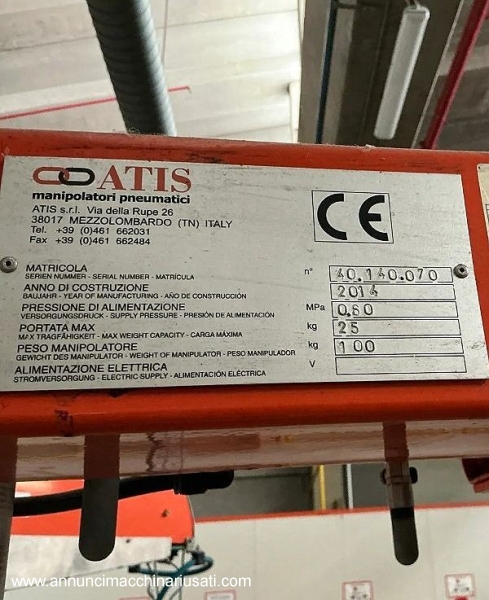 ATIS
manipolatori pneumatici
ATIS s.r.l. Via della Rupe 26
38017 MEZZOLOMBARDO (TN) ITALY
Tel. +39 (0)461 662031
Fax +39 (0)461 662484
CE
MATRICOLA n° 40.140.070
SERIEN NUMMER - SERIAL NUMBER - MATRÍCULA
ANNO DI COSTRUZIONE 2014
BAUJAHR - YEAR OF MANUFACTURING - AÑO DE CONSTRUCCIÓN
PRESSIONE DI ALIMENTAZIONE MPa 0,80
VERSORGUNGSDRUCK - SUPPLY PRESSURE - PRESIÓN DE ALIMENTACIÓN
PORTATA MAX kg 25
MAX TRAGFÄHIGKEIT - MAX WEIGHT CAPACITY - CARGA MÁXIMA
PESO MANIPOLATORE kg 100
GEWICHT DES MANIPULATOR - WEIGHT OF MANIPULATOR - PESO MANIPULADOR
ALIMENTAZIONE ELETTRICA V
STROMVERSORGUNG - ELECTRIC SUPPLY - ALIMENTACIÓN ELÉCTRICA
www.annuncimacchinariusati.com